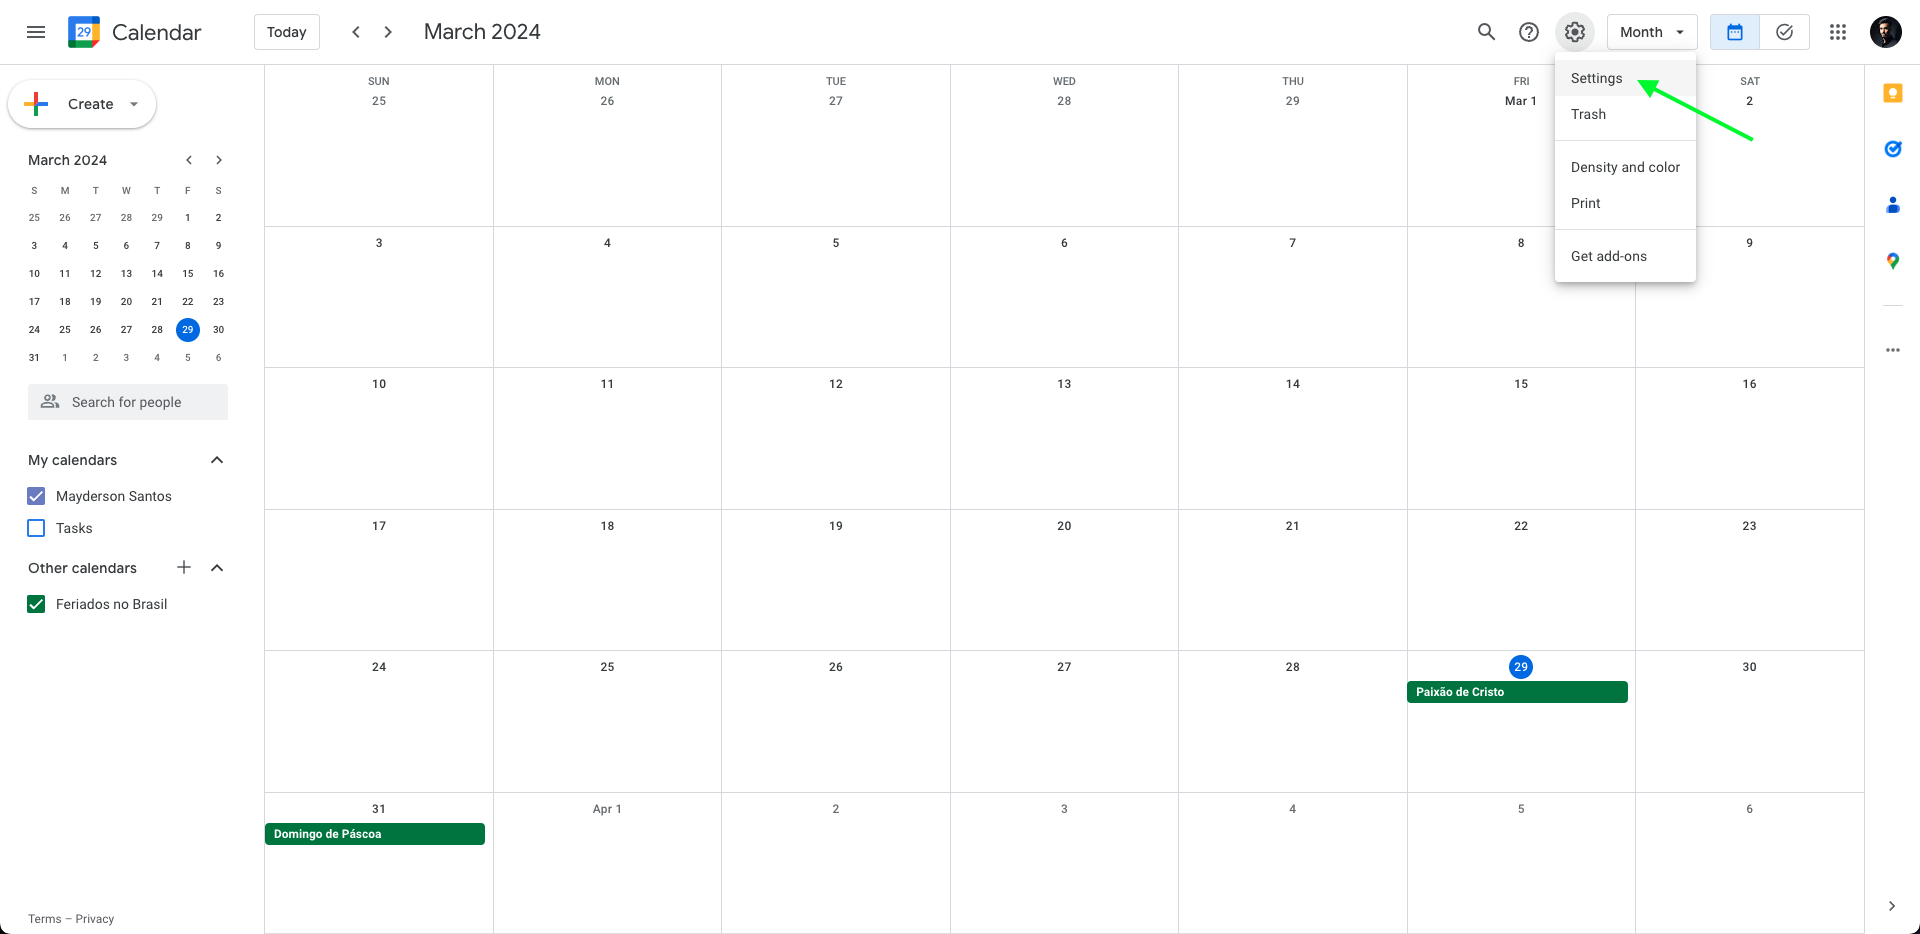 29 Calendar Today March 2024 Month
Settings
Trash
Density and color
Print
Get add-ons
Create
March 2024
S M T W T F S
25 26 27 28 29 1 2
3 4 5 6 7 8 9
10 11 12 13 14 15 16
17 18 19 20 21 22 23
24 25 26 27 28 29 30
31 1 2 3 4 5 6
Search for people
My calendars
Mayderson Santos
Tasks
Other calendars
Feriados no Brasil
Terms – Privacy
SUN MON TUE WED THU FRI SAT
25 26 27 28 29 Mar 1 2
3 4 5 6 7 8 9
10 11 12 13 14 15 16
17 18 19 20 21 22 23
24 25 26 27 28 29 30
Paixão de Cristo
31 Apr 1 2 3 4 5 6
Domingo de Páscoa